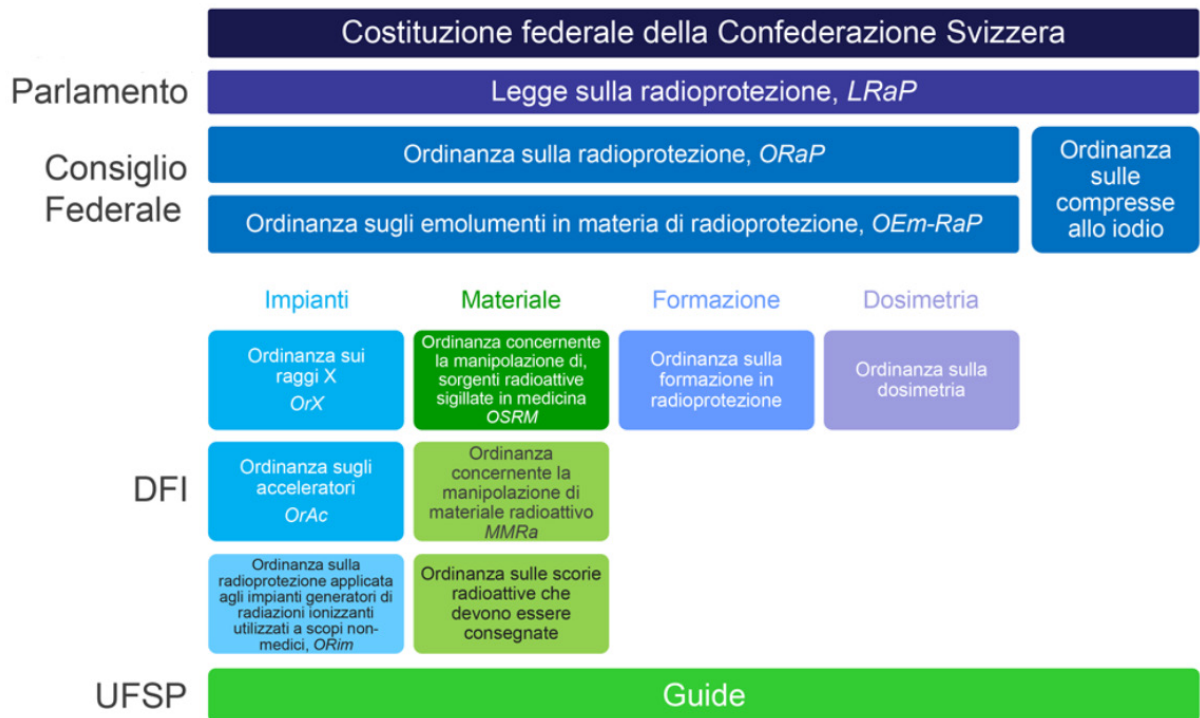 Costituzione federale della Confederazione Svizzera
Parlamento
Legge sulla radioprotezione, LRaP
Consiglio
Federale
Ordinanza sulla radioprotezione, ORaP
Ordinanza sugli emolumenti in materia di radioprotezione, OEm-RaP
Ordinanza
sulle
compresse
allo iodio
Impianti
Materiale
Formazione
Dosimetria
DFI
Ordinanza sui
raggi X
OrX
Ordinanza concernente
la manipolazione di,
sorgenti radioattive
sigillate in medicina
OSRM
Ordinanza sulla
formazione in
radioprotezione
Ordinanza sulla
dosimetria
Ordinanza sugli
acceleratori
OrAc
Ordinanza
concernente la
manipolazione di
materiale radioattivo
MMRa
Ordinanza sulla
radioprotezione applicata
agli impianti generatori di
radiazioni ionizzanti
utilizzati a scopi non-
medici, ORim
Ordinanza sulle scorie
radioattive che
devono essere
consegnate
UFSP
Guide